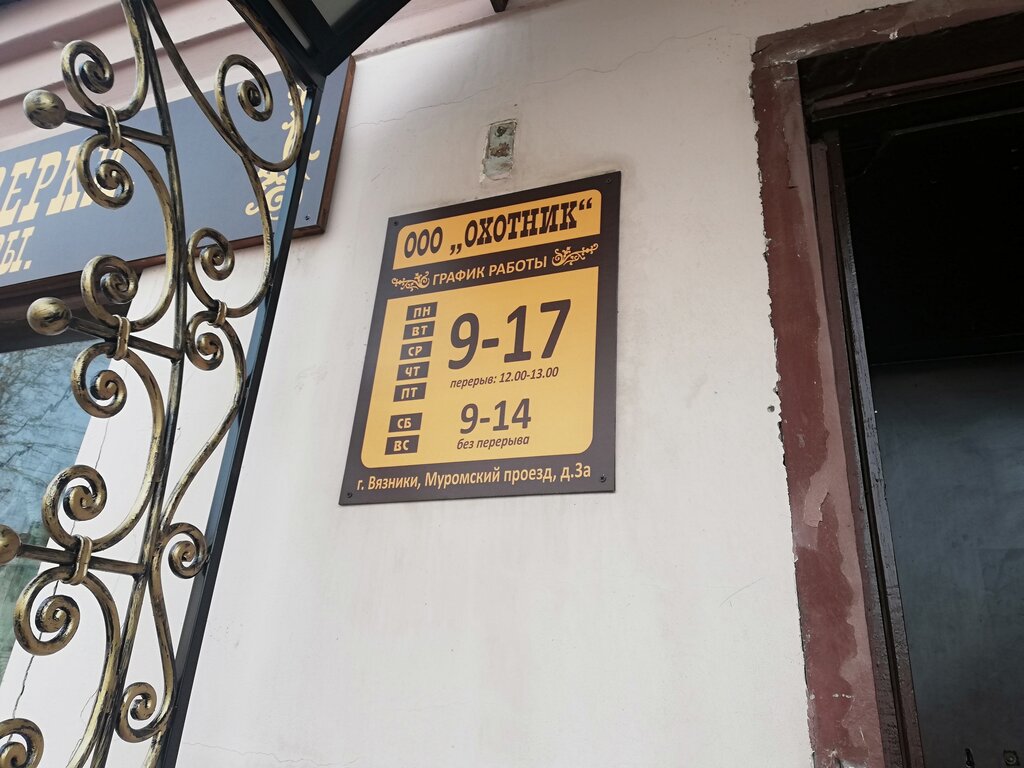 ООО „ОХОТНИК“
ГРАФИК РАБОТЫ
ПН
ВТ
СР
ЧТ
ПТ
9-17
перерыв: 12.00-13.00
СБ
ВС
9-14
без перерыва
г. Вязники, Муромский проезд, д.3а